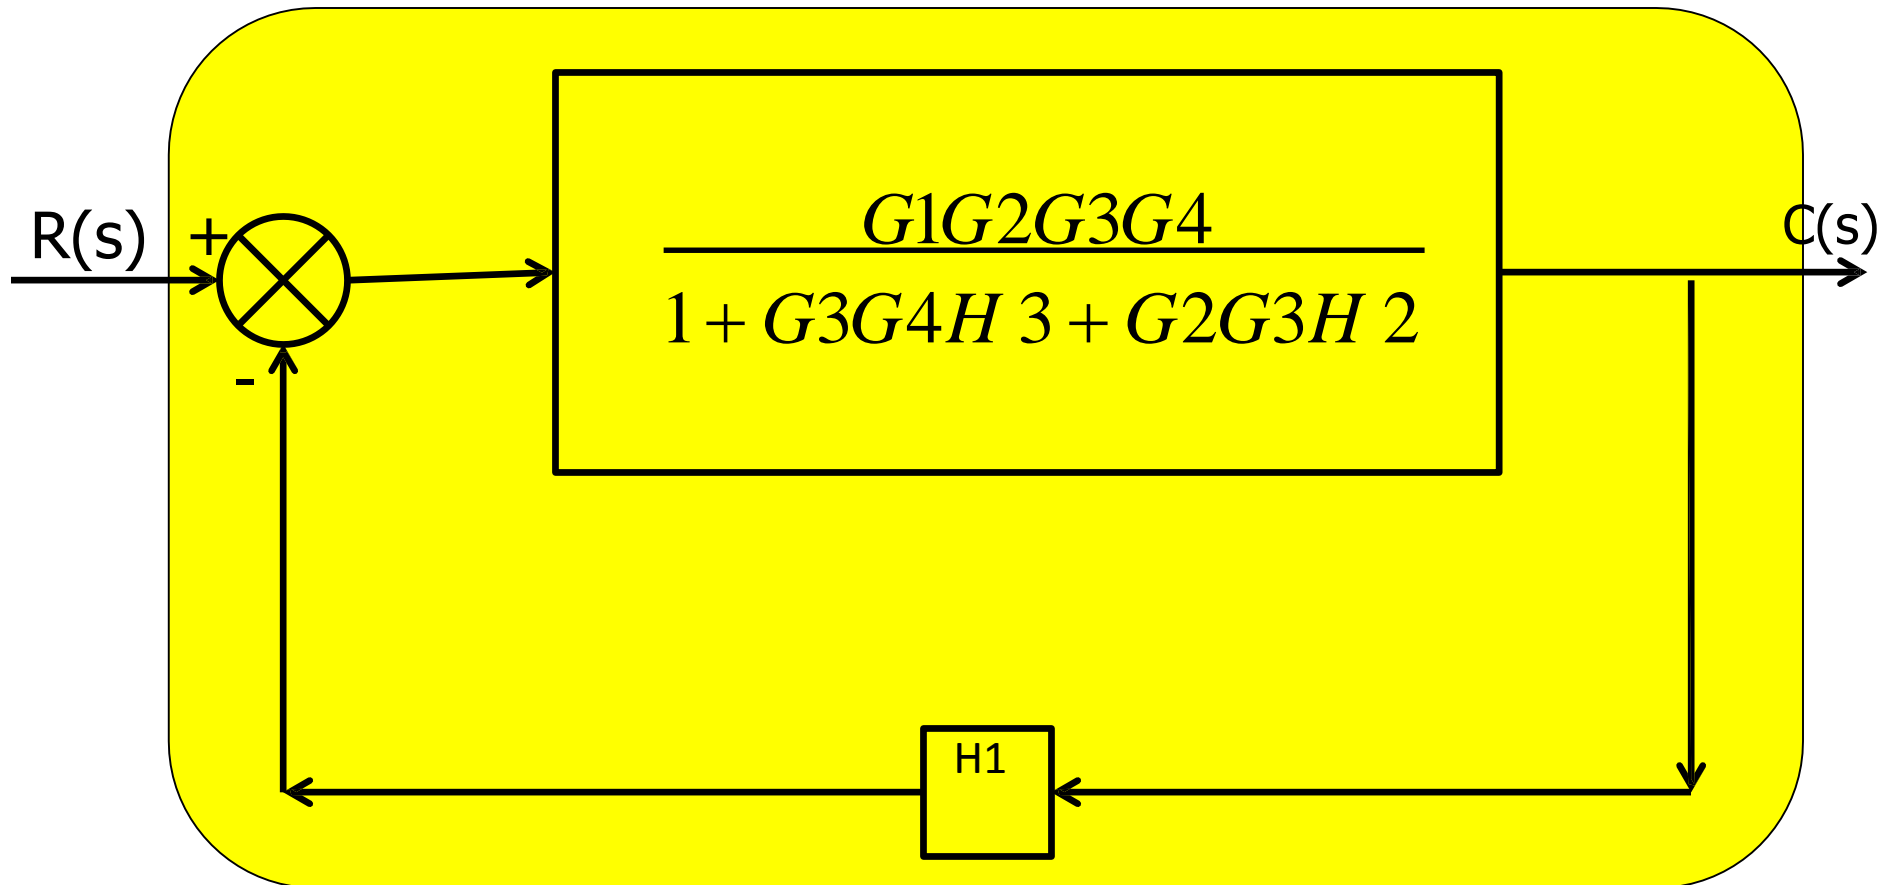 R(s)
+
G1G2G3G4
1 + G3G4H 3 + G2G3H 2
C(s)
-
H1